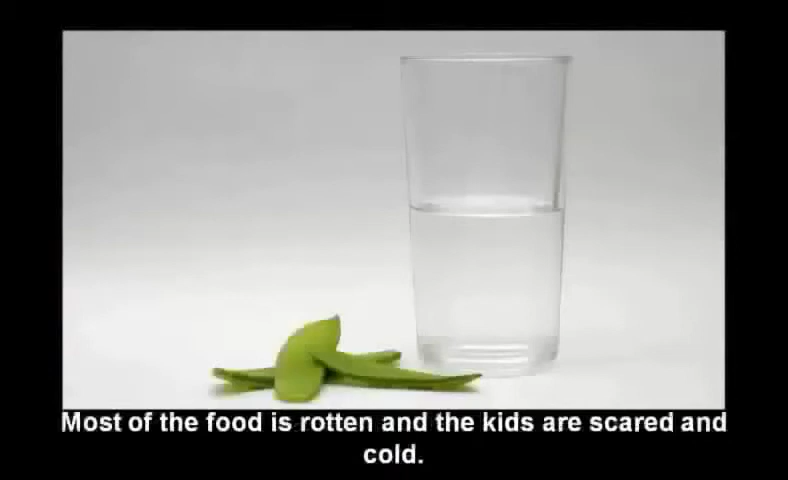 Most of the food is rotten and the kids are scared and
cold.